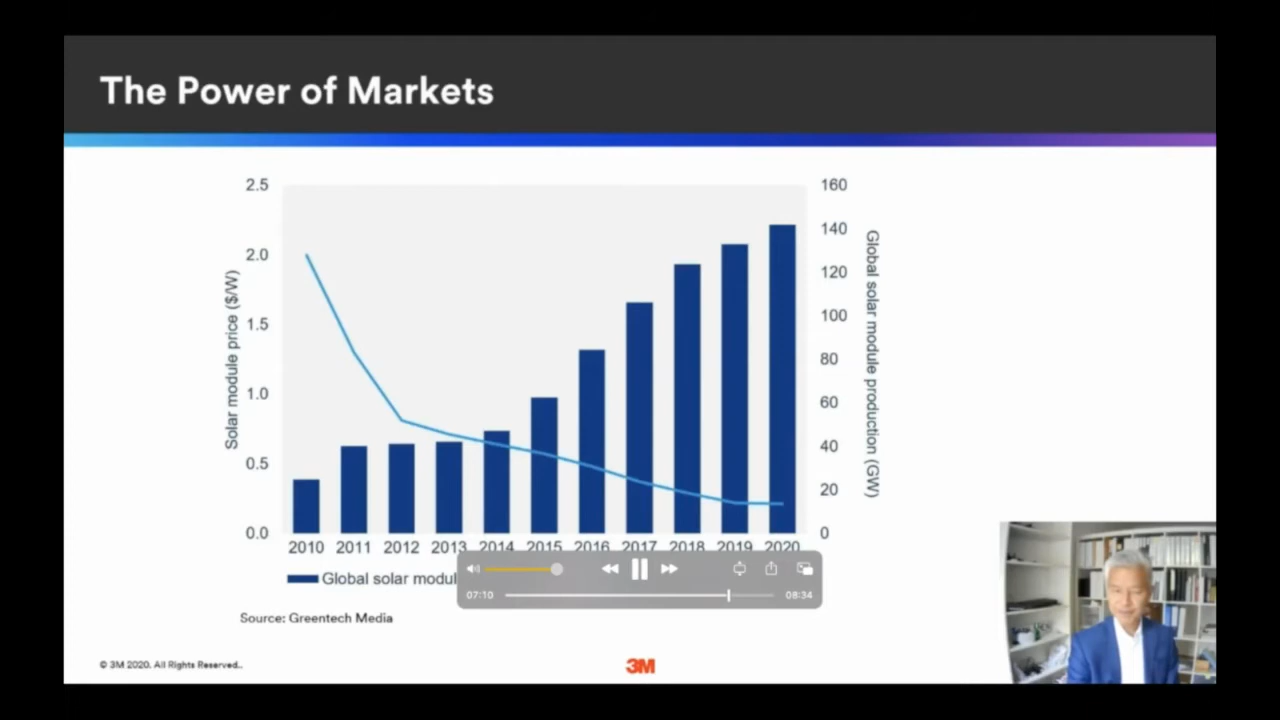 The Power of Markets
2.5
2.0
1.5
1.0
0.5
0.0
Solar module price ($/W)
160
140
120
100
80
60
40
20
0
Global solar module production (GW)
2010 2011 2012 2013 2014 2015 2016 2017 2018 2019 2020
Global solar modul
07:10
08:34
Source: Greentech Media
© 3M 2020. All Rights Reserved..
3M